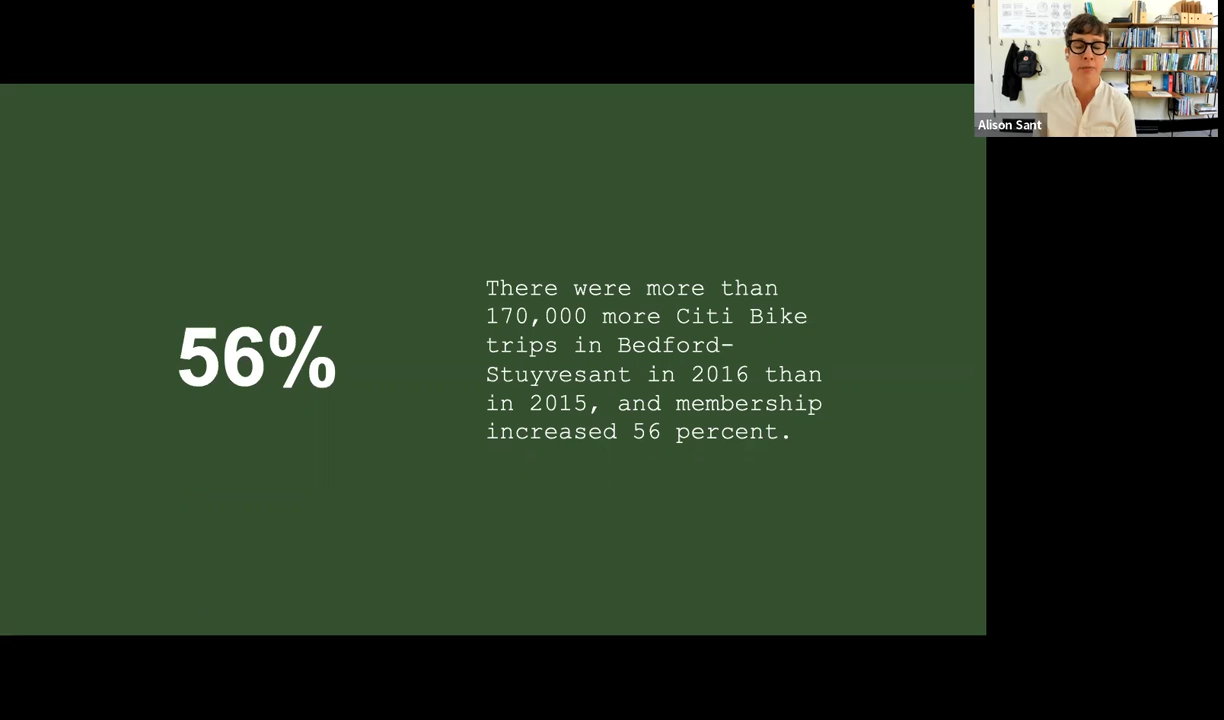 Alison Sant
56%
There were more than
170,000 more Citi Bike
trips in Bedford-
Stuyvesant in 2016 than
in 2015, and membership
increased 56 percent.